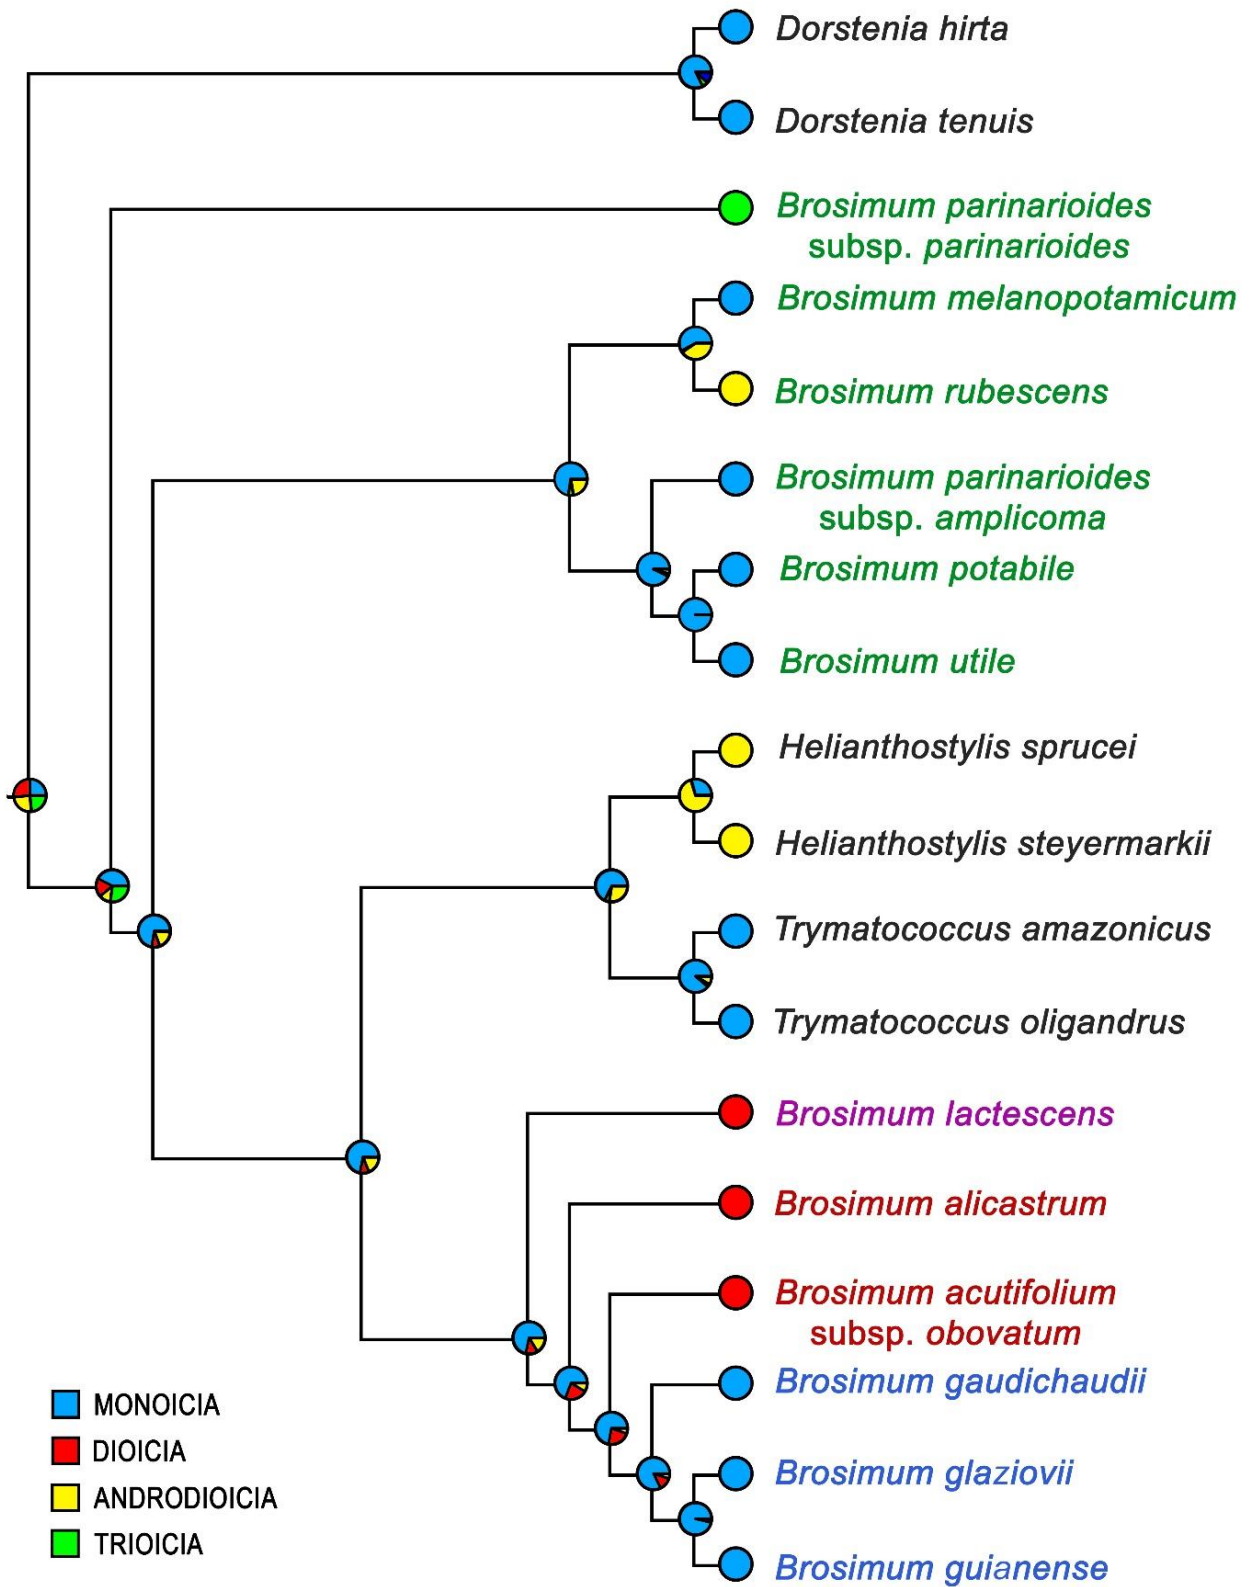 Dorstenia hirta
Dorstenia tenuis
Brosimum parinarioides
subsp. parinarioides
Brosimum melanopotamicum
Brosimum rubescens
Brosimum parinarioides
subsp. amplicoma
Brosimum potabile
Brosimum utile
Helianthostylis sprucei
Helianthostylis steyermarkii
Trymatococcus amazonicus
Trymatococcus oligandrus
Brosimum lactescens
Brosimum alicastrum
Brosimum acutifolium
subsp. obovatum
Brosimum gaudichaudii
Brosimum glaziovii
Brosimum guianense
MONOICIA
DIOICIA
ANDRODIOICIA
TRIOICIA